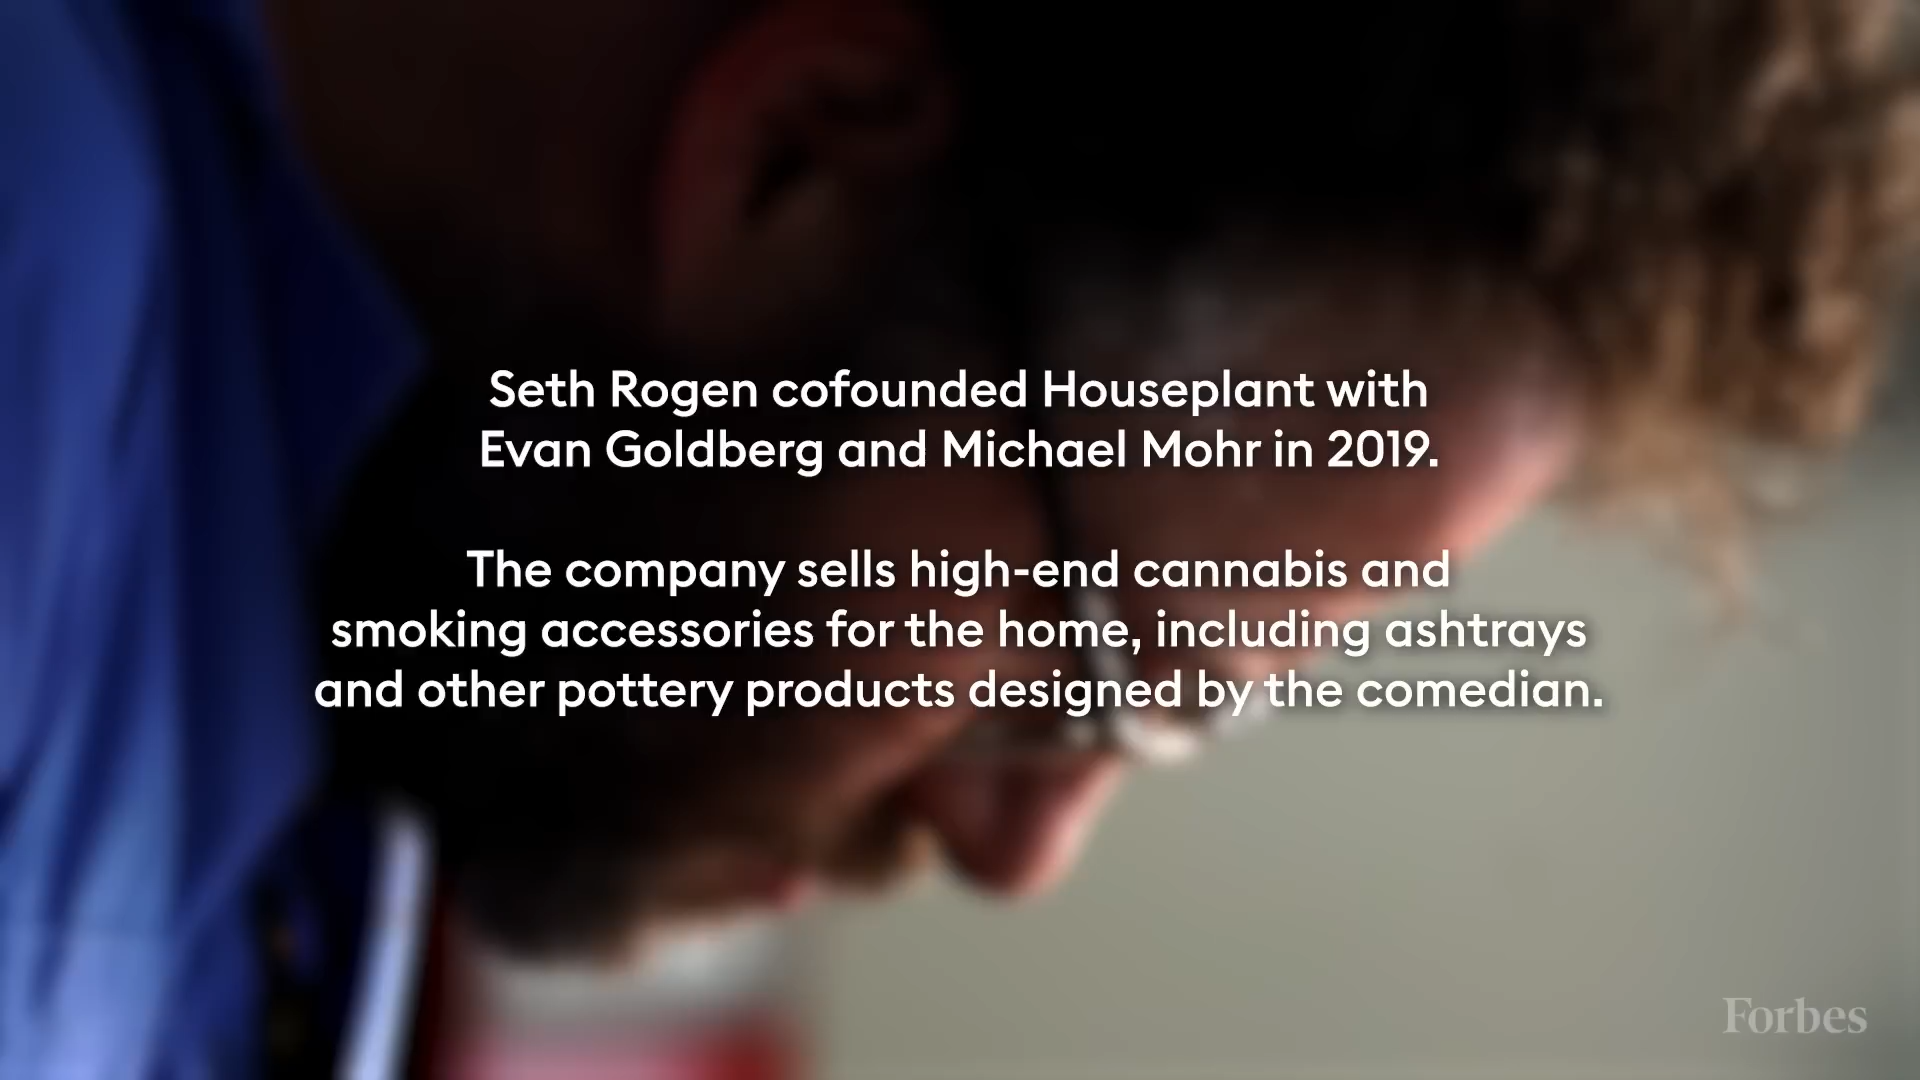 Seth Rogen cofounded Houseplant with
Evan Goldberg and Michael Mohr in 2019.
The company sells high-end cannabis and
smoking accessories for the home, including ashtrays
and other pottery products designed by the comedian.
Forbes